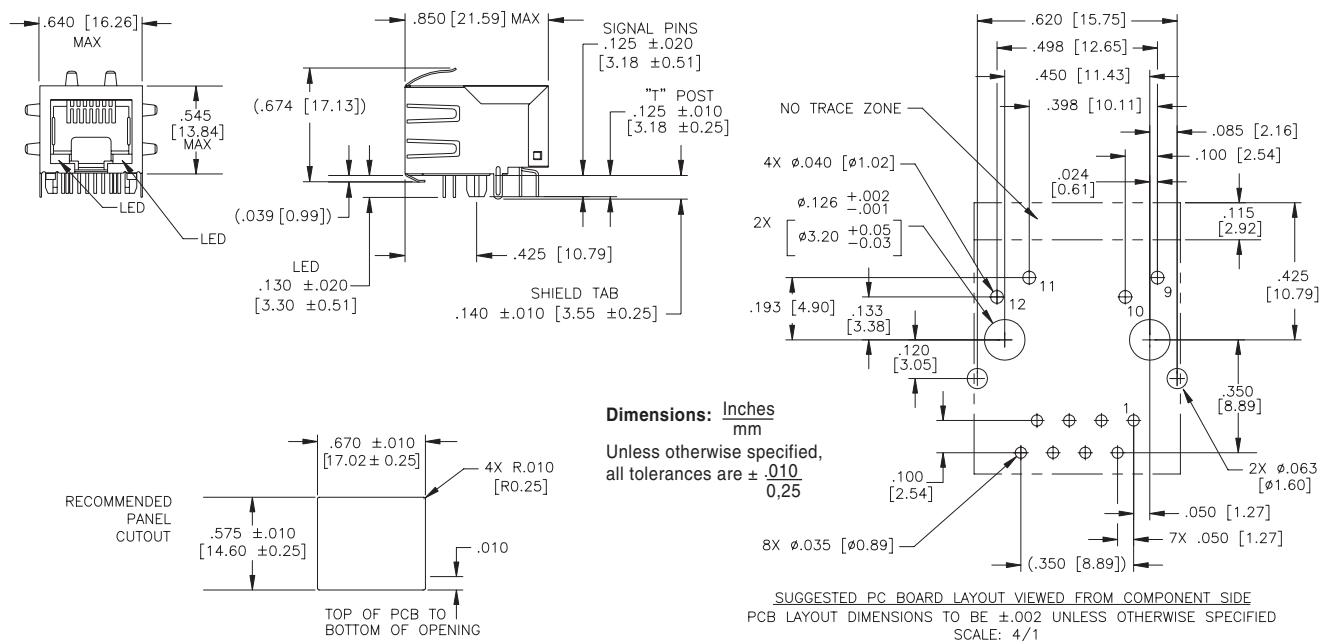 .640 [16.26]
MAX
.545
[13.84]
MAX
LED
LED
.850 [21.59] MAX
SIGNAL PINS
.125 ±.020
[3.18 ±0.51]
(.674 [17.13])
"T" POST
.125 ±.010
[3.18 ±0.25]
(.039 [0.99])
LED
.130 ±.020
[3.30 ±0.51]
.425 [10.79]
SHIELD TAB
.140 ±.010 [3.55 ±0.25]
.620 [15.75]
.498 [12.65]
.450 [11.43]
.398 [10.11]
NO TRACE ZONE
.085 [2.16]
4X ø.040 [ø1.02]
.100 [2.54]
.024
[0.61]
ø.126 +.002
-.001
2X
[ø3.20 +0.05
-0.03]
.115
[2.92]
.425
[10.79]
11
9
12
10
.193 [4.90]
.133
[3.38]
.120
[3.05]
.350
[8.89]
1
.100
[2.54]
2X ø.063
[ø1.60]
.050 [1.27]
8X ø.035 [ø0.89]
7X .050 [1.27]
(.350 [8.89])
SUGGESTED PC BOARD LAYOUT VIEWED FROM COMPONENT SIDE
PCB LAYOUT DIMENSIONS TO BE ±.002 UNLESS OTHERWISE SPECIFIED
SCALE: 4/1
Dimensions: Inches
mm
Unless otherwise specified,
all tolerances are ± .010
0,25
.670 ±.010
[17.02± 0.25]
4X R.010
[R0.25]
RECOMMENDED
PANEL
CUTOUT
.575 ±.010
[14.60 ±0.25]
.010
TOP OF PCB TO
BOTTOM OF OPENING